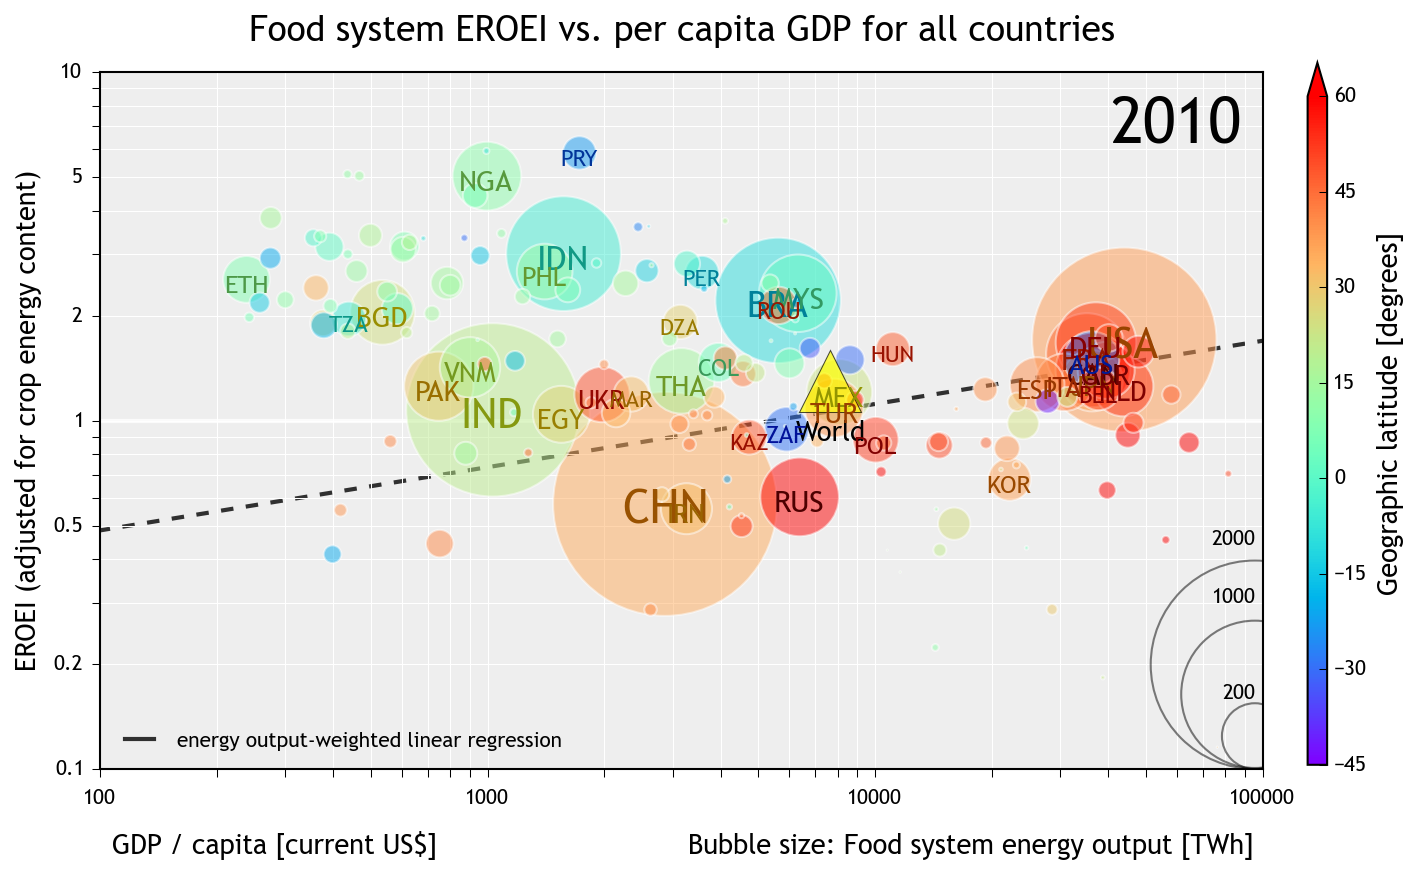 Food system EROEI vs. per capita GDP for all countries
2010
EROEI (adjusted for crop energy content)
10
5
2
1
0.5
0.2
0.1
PRY
NGA
IDN
PHL
ETH
TZA
BGD
PER
BRA
MYS
ROU
DZA
HUN
USA
DEU
AUS
GBR
BEL
NLD
ITA
ESP
COL
THA
VNM
PAK
IND
EGY
UKR
MAR
MEX
TUR
World
ZAF
KAZ
POL
KOR
RUS
CHN
IRN
2000
1000
200
energy output-weighted linear regression
100
1000
10000
100000
GDP / capita [current US$]
Bubble size: Food system energy output [TWh]
60
45
30
15
0
−15
−30
−45
Geographic latitude [degrees]